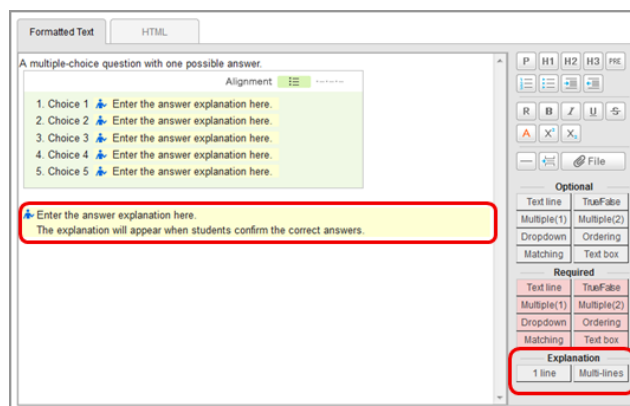 Formatted Text HTML
A multiple-choice question with one possible answer.
Alignment
1. Choice 1 Enter the answer explanation here.
2. Choice 2 Enter the answer explanation here.
3. Choice 3 Enter the answer explanation here.
4. Choice 4 Enter the answer explanation here.
5. Choice 5 Enter the answer explanation here.
Enter the answer explanation here.
The explanation will appear when students confirm the correct answers.
P H1 H2 H3 PRE
R B I U S
A X² X₂
File
Optional
Text line True/False
Multiple(1) Multiple(2)
Dropdown Ordering
Matching Text box
Required
Text line True/False
Multiple(1) Multiple(2)
Dropdown Ordering
Matching Text box
Explanation
1 line Multi-lines